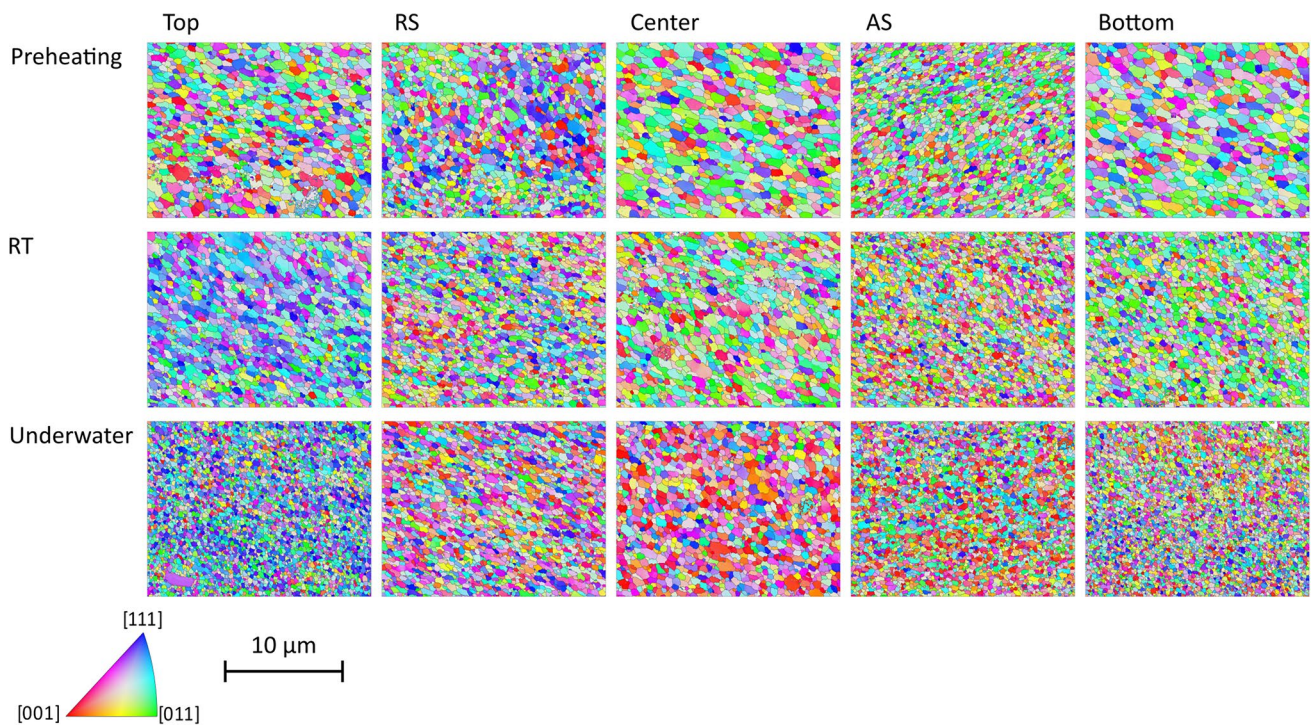 Top RS Center AS Bottom
Preheating
RT
Underwater
[111]
10 µm
[001] [011]